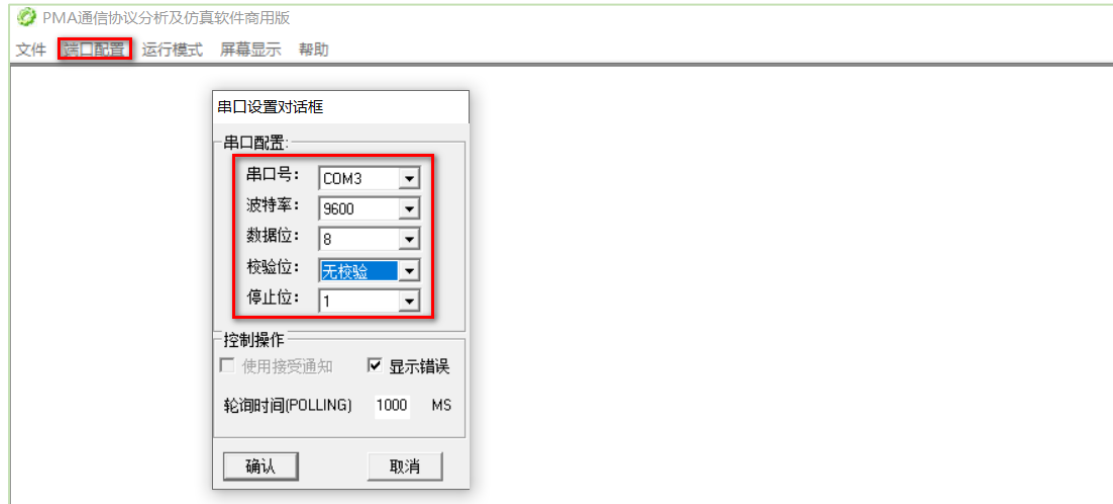 PMA通信协议分析及仿真软件商用版
文件 端口配置 运行模式 屏幕显示 帮助
串口设置对话框
串口配置:
串口号: COM3
波特率: 9600
数据位: 8
校验位: 无校验
停止位: 1
控制操作
使用接受通知 显示错误
轮询时间(POLLING) 1000 MS
确认 取消